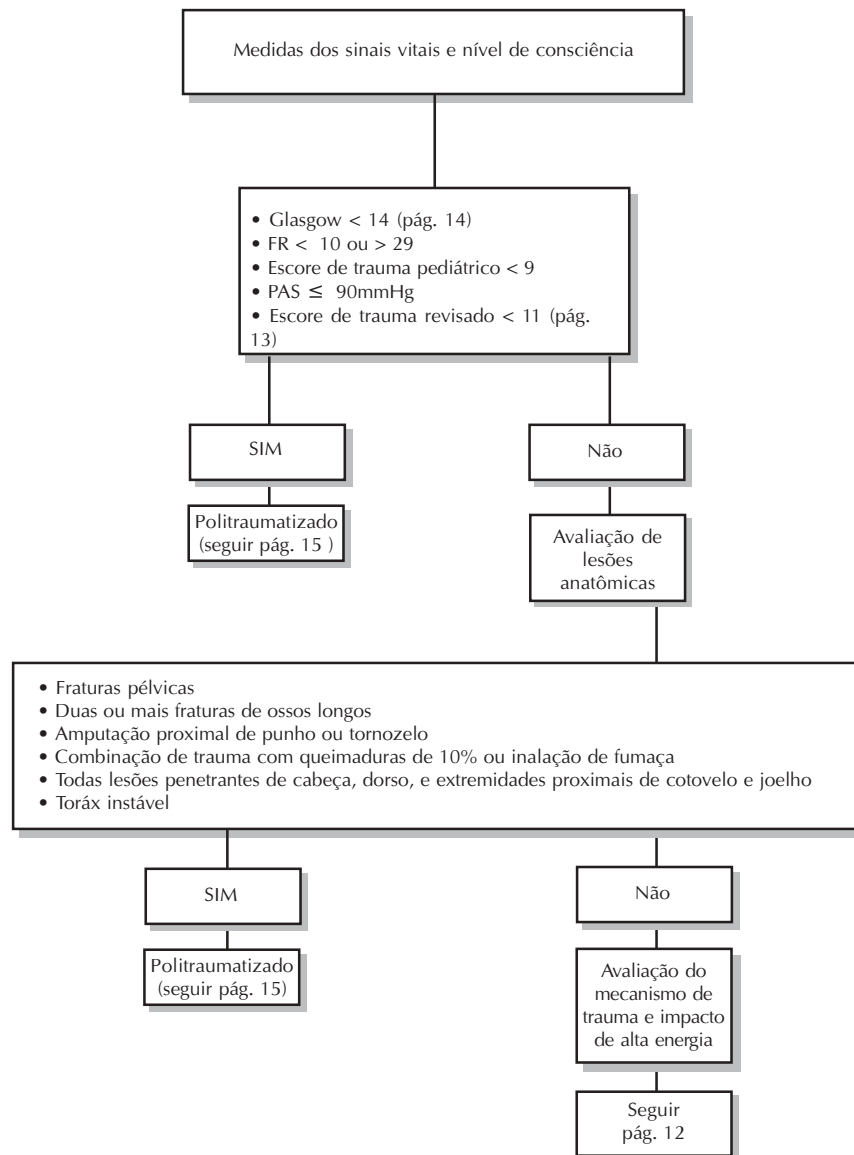 Medidas dos sinais vitais e nível de consciência
• Glasgow < 14 (pág. 14)
• FR < 10 ou > 29
• Escore de trauma pediátrico < 9
• PAS ≤ 90mmHg
• Escore de trauma revisado < 11 (pág.
13)
SIM
Não
Politraumatizado
(seguir pág. 15 )
Avaliação de
lesões
anatômicas
• Fraturas pélvicas
• Duas ou mais fraturas de ossos longos
• Amputação proximal de punho ou tornozelo
• Combinação de trauma com queimaduras de 10% ou inalação de fumaça
• Todas lesões penetrantes de cabeça, dorso, e extremidades proximais de cotovelo e joelho
• Toráx instável
SIM
Não
Politraumatizado
(seguir pág. 15)
Avaliação do
mecanismo de
trauma e impacto
de alta energia
Seguir
pág. 12